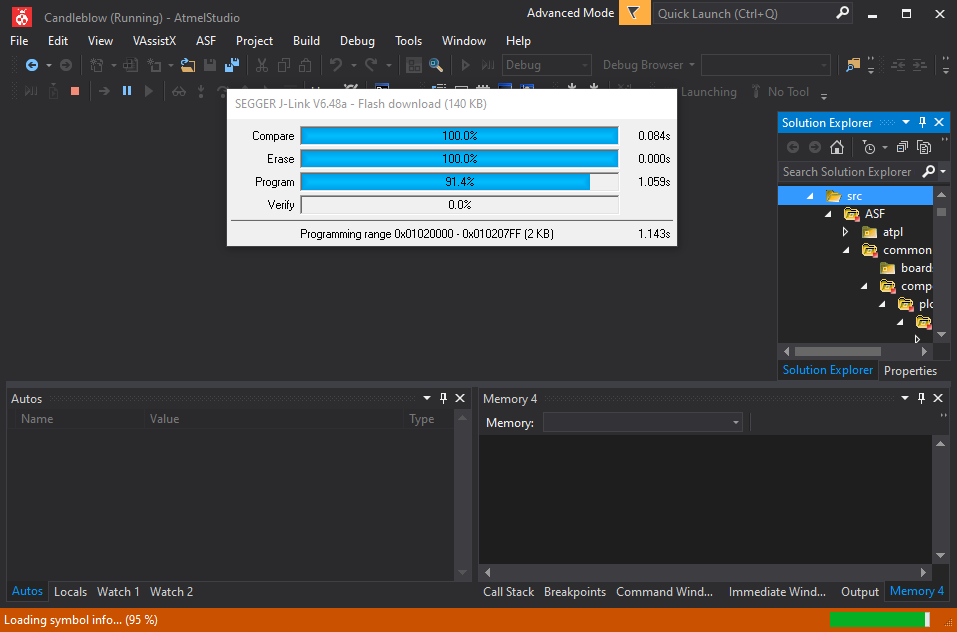 Candleblow (Running) - AtmelStudio
Advanced Mode
Quick Launch (Ctrl+Q)
File Edit View VAssistX ASF Project Build Debug Tools Window Help
Debug
Debug Browser
Launching
No Tool
SEGGER J-Link V6.48a - Flash download (140 KB)
Compare 100.0% 0.084s
Erase 100.0% 0.000s
Program 91.4% 1.059s
Verify 0.0%
Programming range 0x01020000 - 0x010207FF (2 KB) 1.143s
Solution Explorer
Search Solution Explorer
src
ASF
atpl
common
board
comp
plc
Solution Explorer Properties
Autos
Name Value Type
Autos Locals Watch 1 Watch 2
Memory 4
Memory:
Call Stack Breakpoints Command Wind... Immediate Wind... Output Memory 4
Loading symbol info... (95 %)